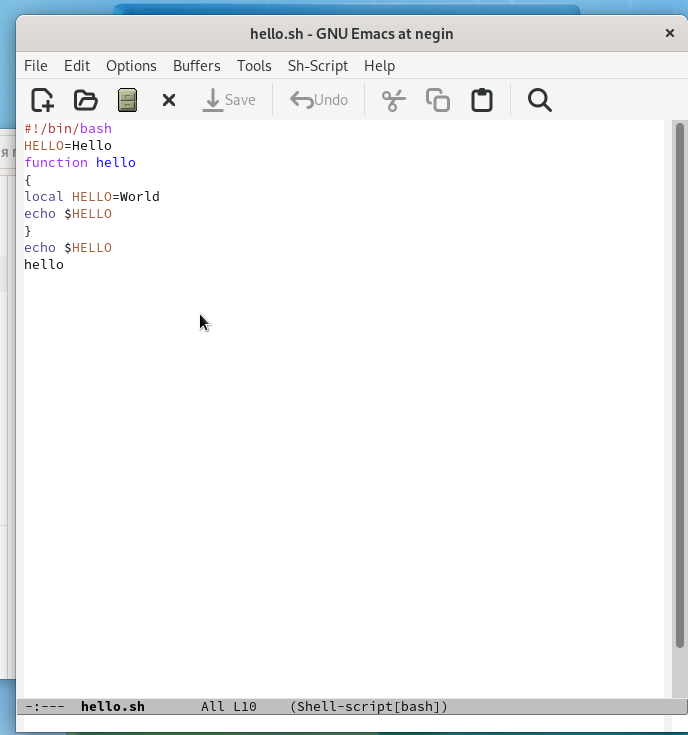 hello.sh - GNU Emacs at negin
File Edit Options Buffers Tools Sh-Script Help
Save Undo
#!/bin/bash
HELLO=Hello
function hello
{
local HELLO=World
echo $HELLO
}
echo $HELLO
hello
-:--- hello.sh All L10 (Shell-script[bash])